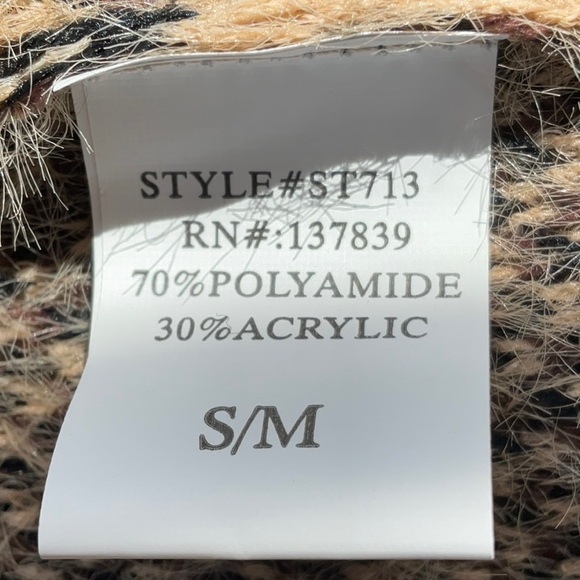 STYLE#ST713
RN#:137839
70%POLYAMIDE
30%ACRYLIC
S/M